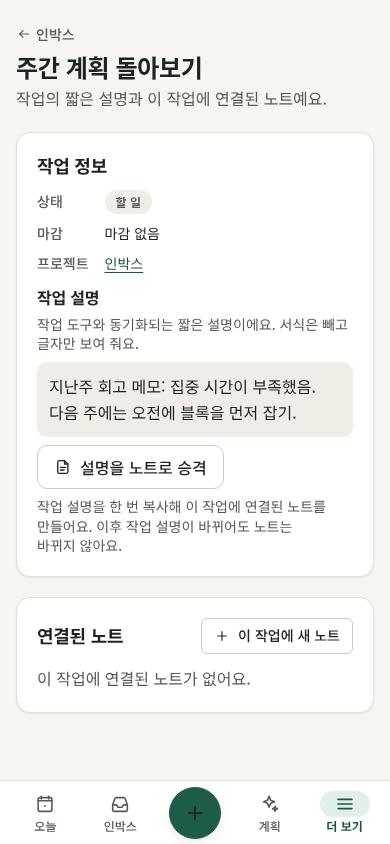 ← 인박스
주간 계획 돌아보기
작업의 짧은 설명과 이 작업에 연결된 노트예요.
작업 정보
상태 할 일
마감 마감 없음
프로젝트 인박스
작업 설명
작업 도구와 동기화되는 짧은 설명이에요. 서식은 빼고
글자만 보여 줘요.
지난주 회고 메모: 집중 시간이 부족했음.
다음 주에는 오전에 블록을 먼저 잡기.
설명을 노트로 승격
작업 설명을 한 번 복사해 이 작업에 연결된 노트를
만들어요. 이후 작업 설명이 바뀌어도 노트는
바뀌지 않아요.
연결된 노트
+ 이 작업에 새 노트
이 작업에 연결된 노트가 없어요.
오늘 인박스 + 계획 더 보기